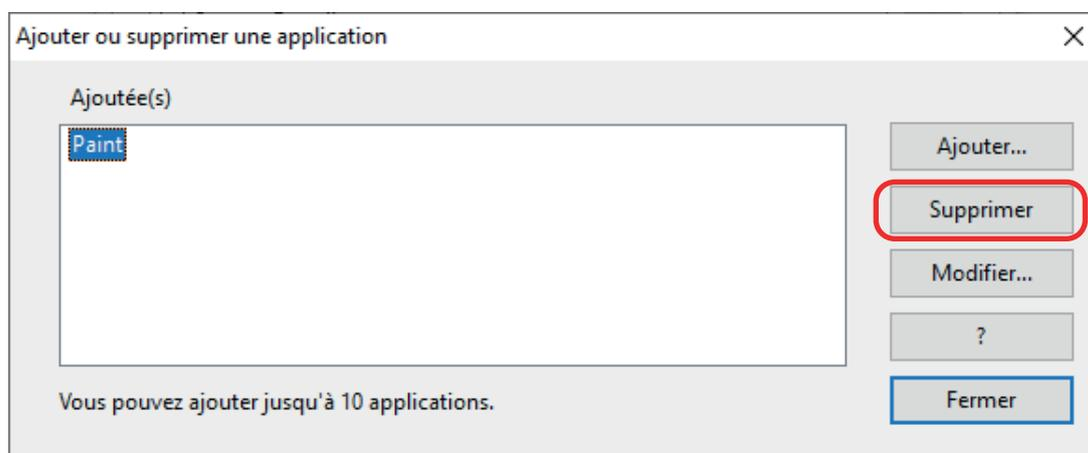 Ajouter ou supprimer une application
Ajoutée(s)
Paint
Ajouter...
Supprimer
Modifier...
?
Vous pouvez ajouter jusqu'à 10 applications.
Fermer